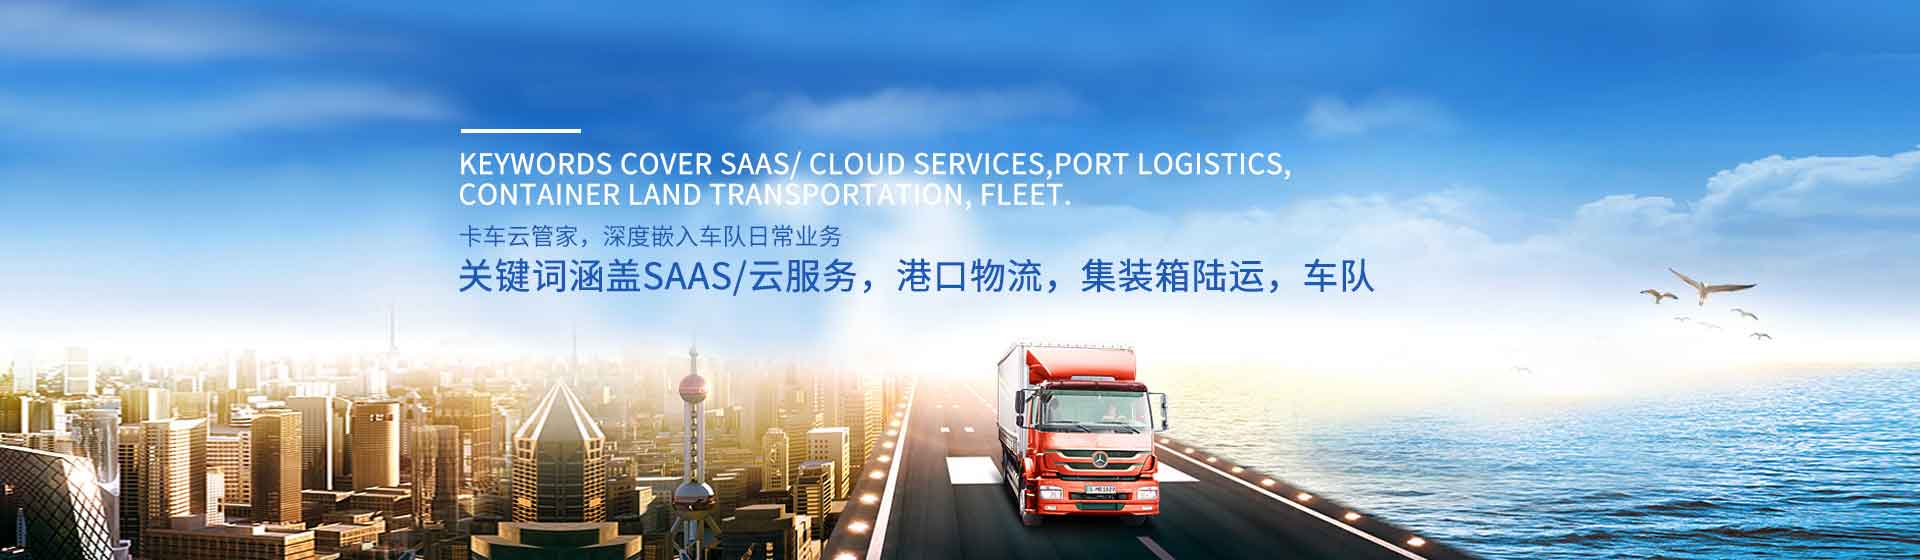 KEYWORDS COVER SAAS/ CLOUD SERVICES,PORT LOGISTICS,
CONTAINER LAND TRANSPORTATION, FLEET.
卡车云管家，深度嵌入车队日常业务
关键词涵盖SAAS/云服务，港口物流，集装箱陆运，车队